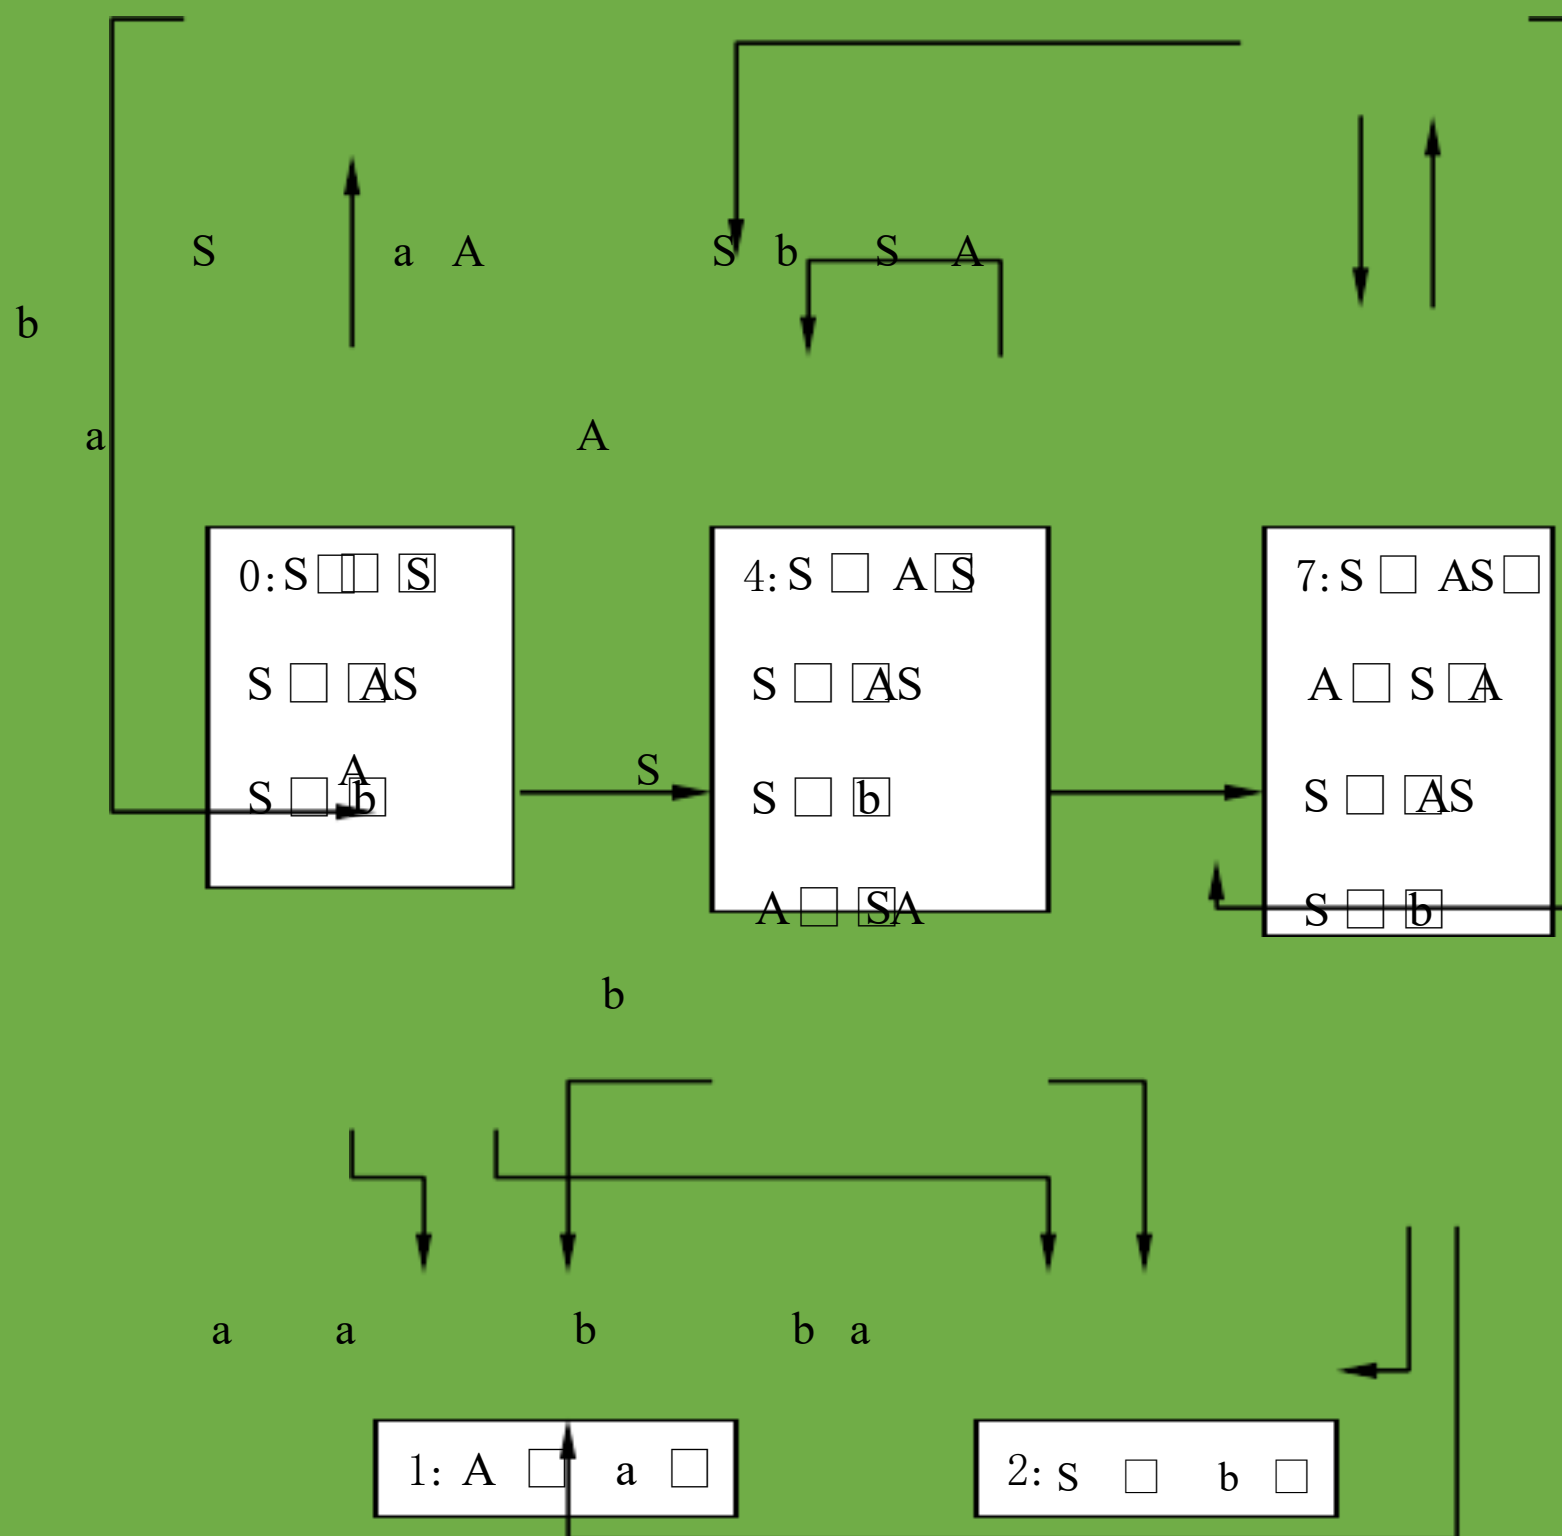 S a A S b S A
b
a A
0: S □□ □S
4: S □ A □S
7: S □ AS □
S □ □AS
S □ □AS
A □ S □A
A
S
S □ □b
S □ □b
S □ □AS
A □ □SA
S □ □b
b
a a b b a
1: A □ a □
2: S □ b □